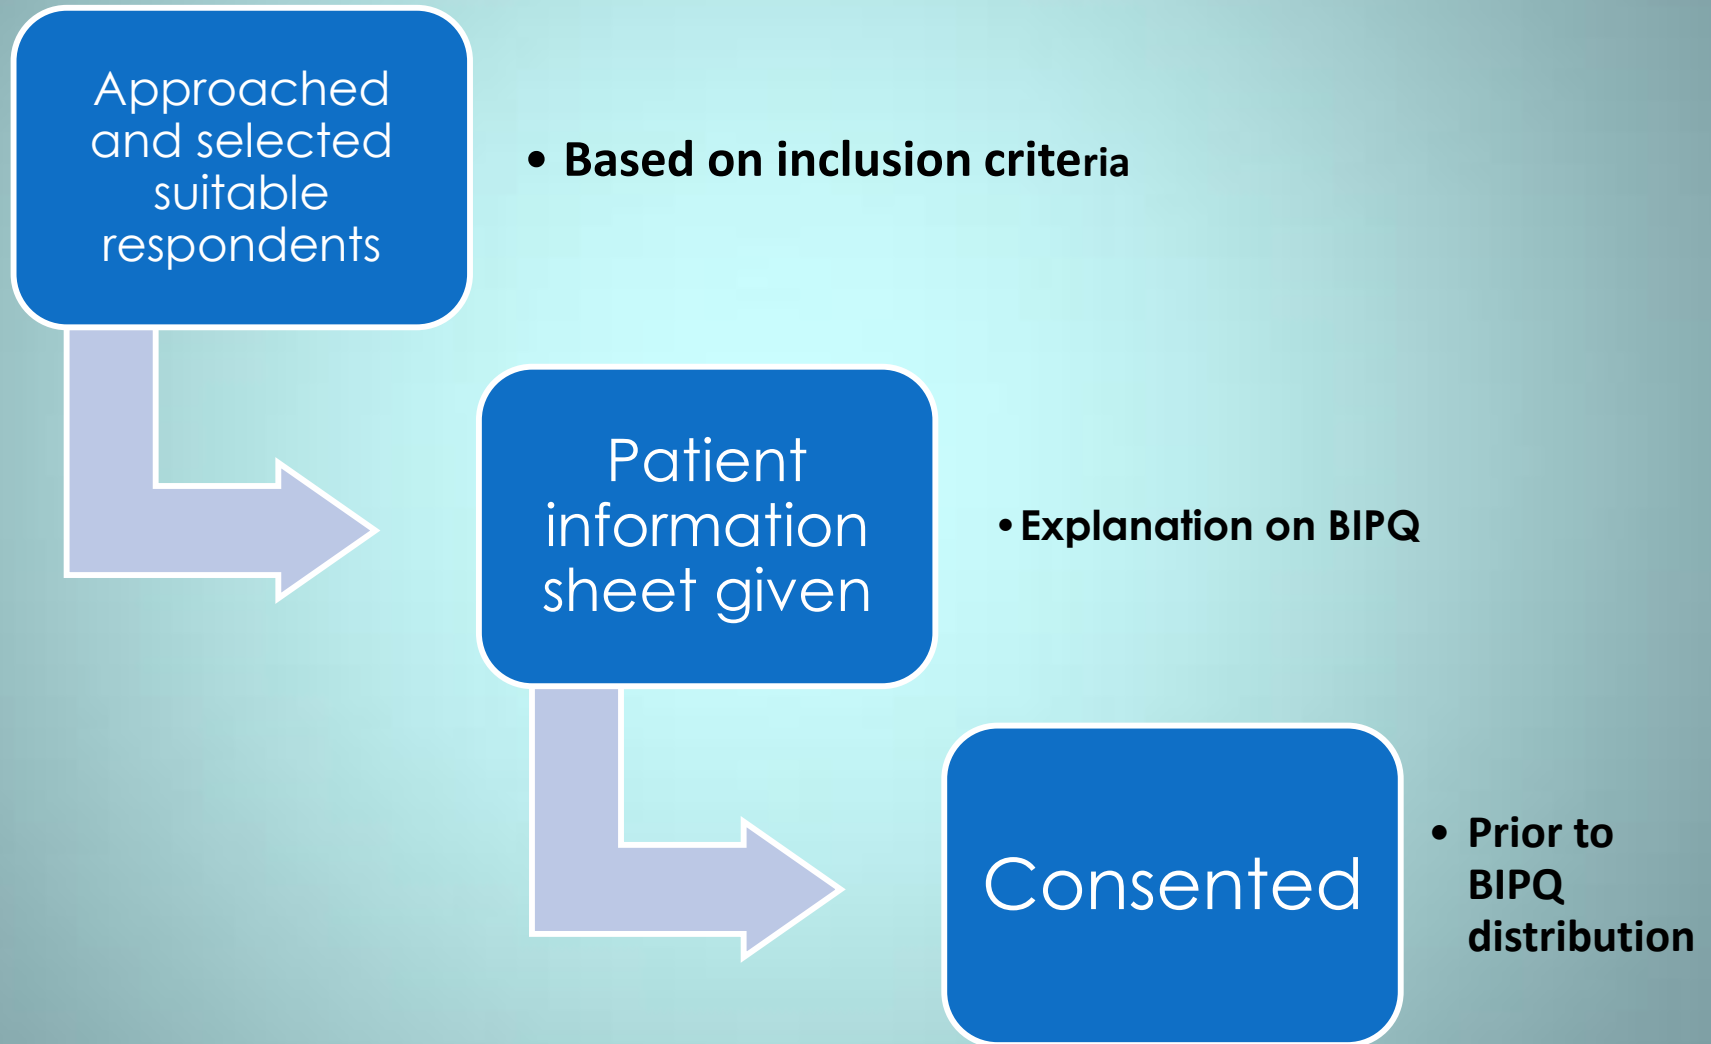 Approached
and selected
suitable
respondents
• Based on inclusion criteria
Patient
information
sheet given
• Explanation on BIPQ
Consented
• Prior to
BIPQ
distribution